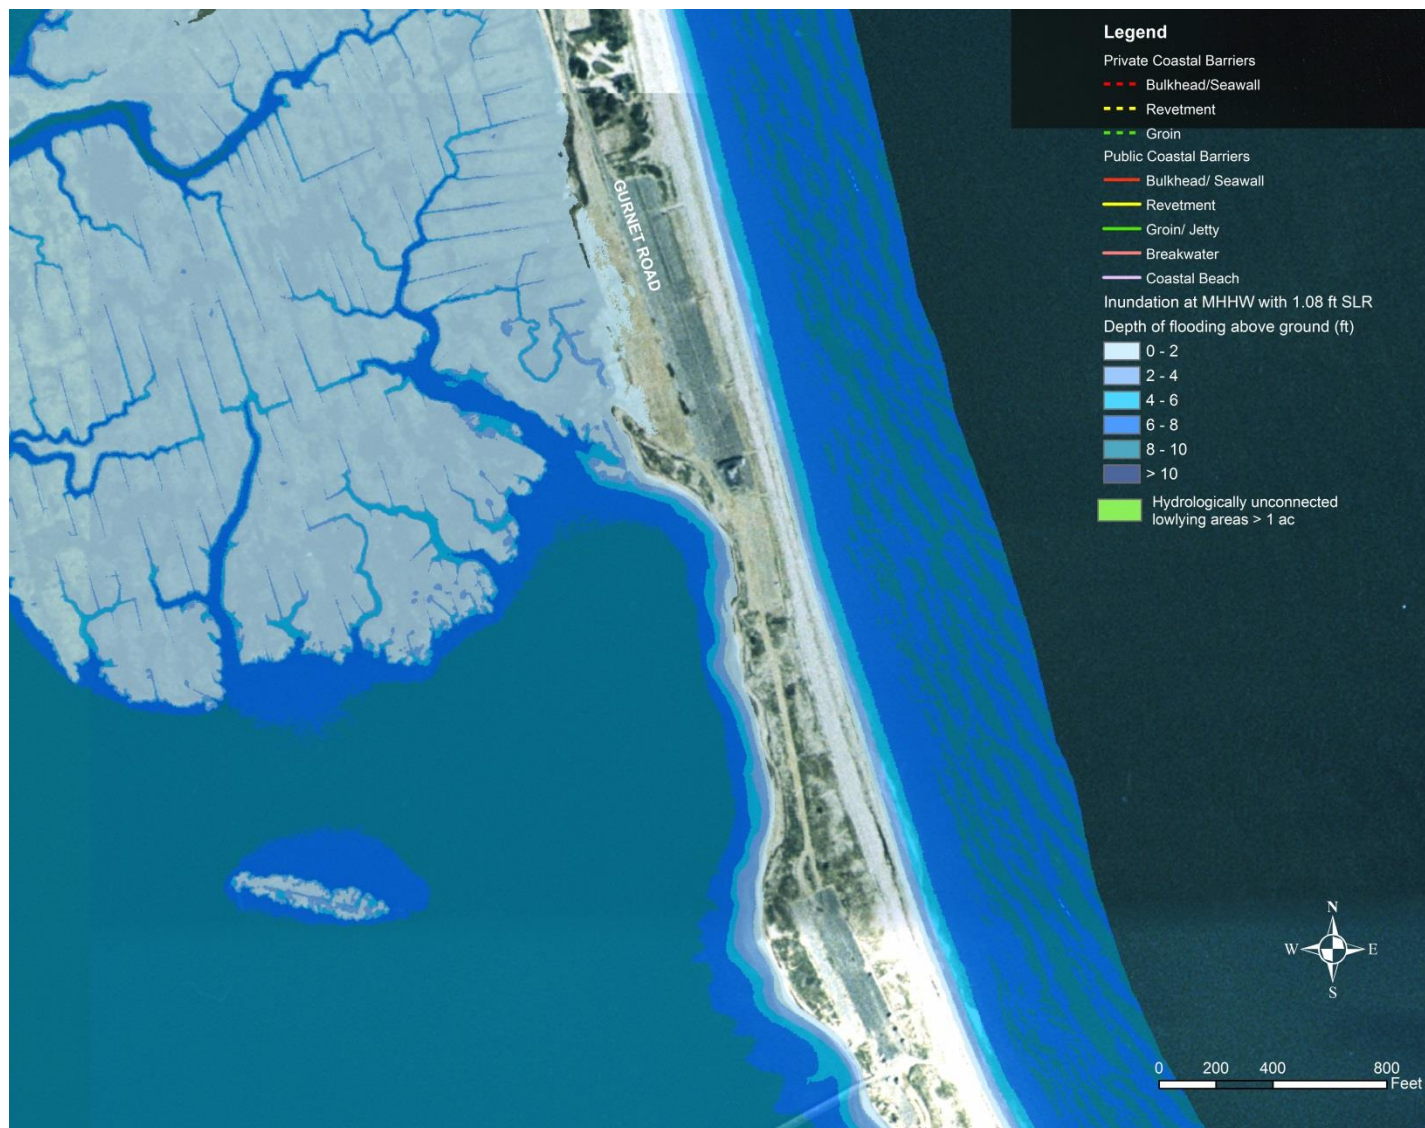 Legend
Private Coastal Barriers
Bulkhead/Seawall
Revetment
Groin
Public Coastal Barriers
Bulkhead/ Seawall
Revetment
Groin/ Jetty
Breakwater
Coastal Beach
Inundation at MHHW with 1.08 ft SLR
Depth of flooding above ground (ft)
0 - 2
2 - 4
4 - 6
6 - 8
8 - 10
> 10
Hydrologically unconnected
lowlying areas > 1 ac
GURNET ROAD
N
W E
S
0 200 400 800
Feet